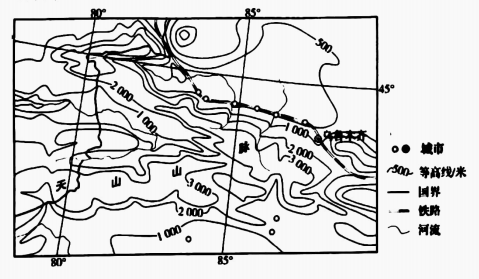 80° 85°
500
45°
2 000
1 000
1 000
乌鲁木齐
2 000
脉
3 000
天 山 山
3 000
2 000
1 000
80° 85°
城市
500 等高线/米
国界
铁路
河流